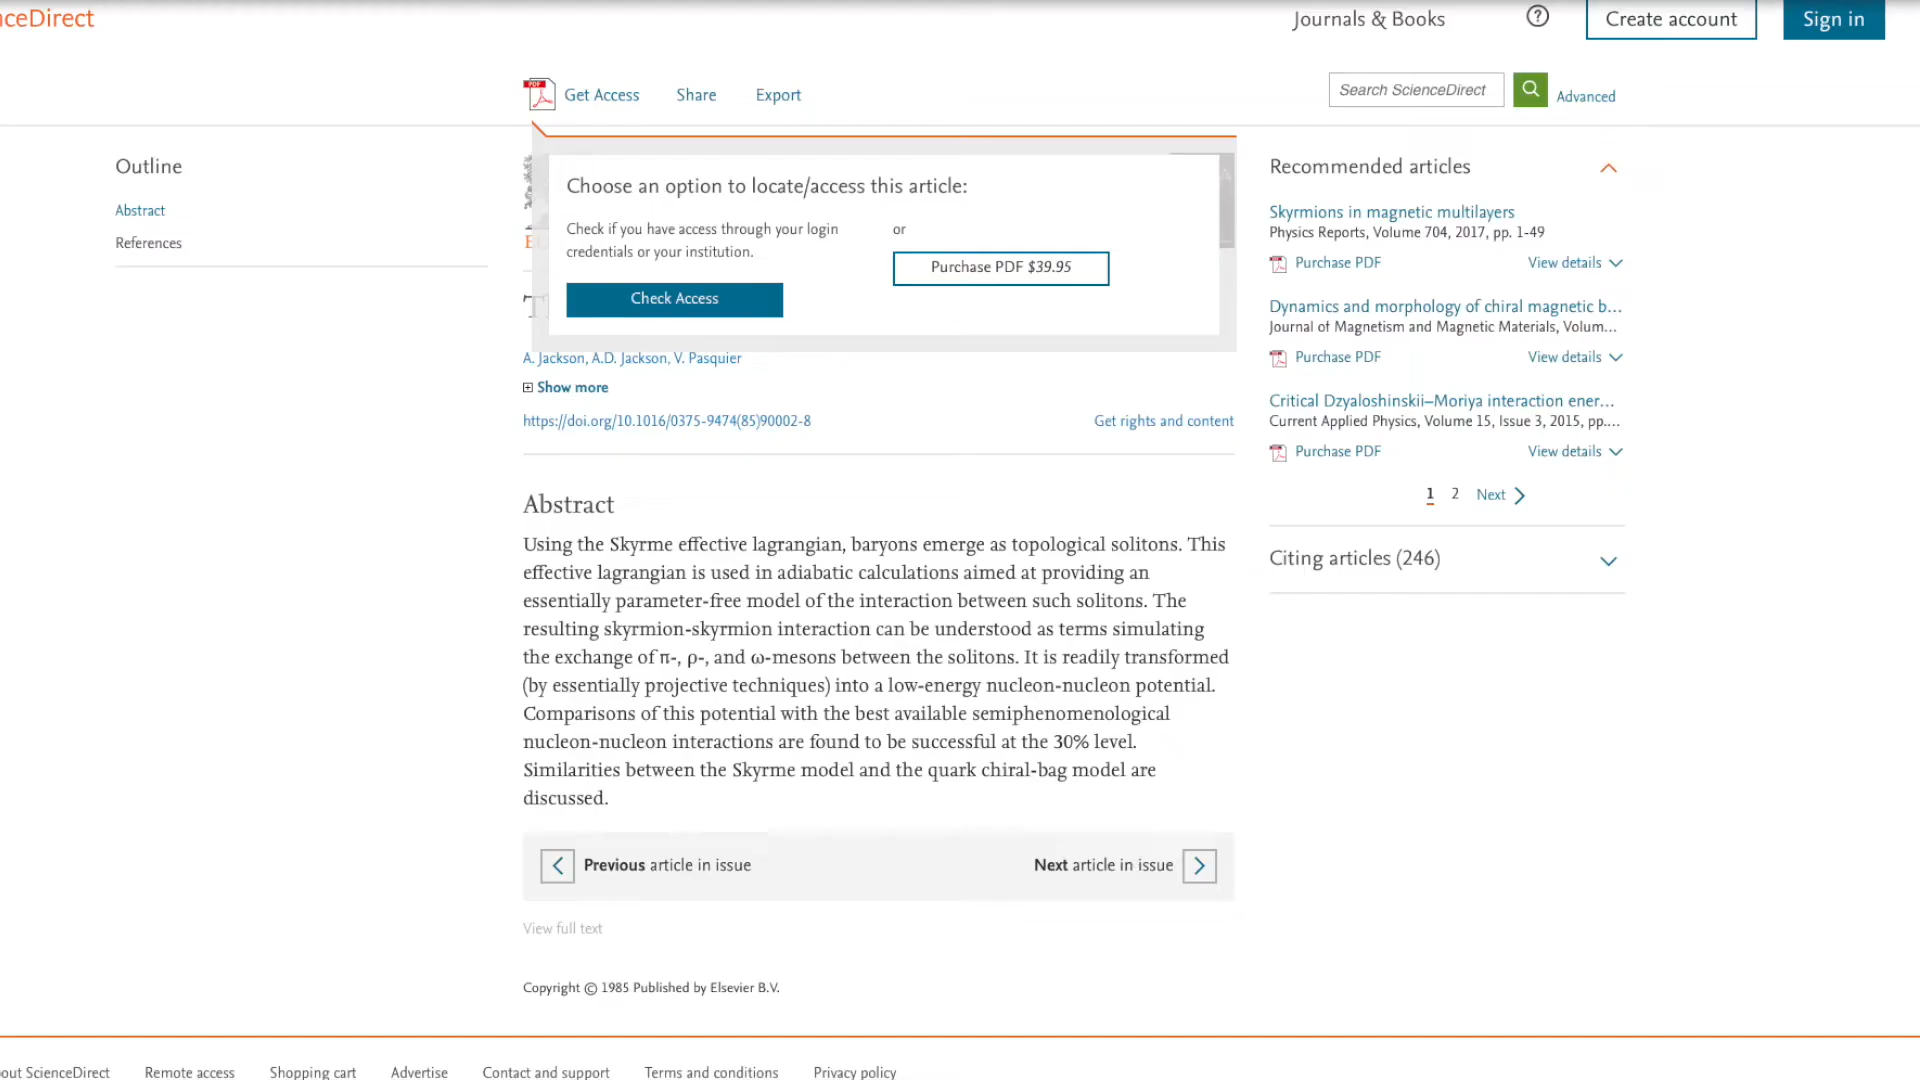 ceDirect
Journals & Books
Create account
Sign in
Get Access
Share
Export
Search ScienceDirect
Advanced
Outline
Abstract
References
Choose an option to locate/access this article:
Check if you have access through your login
credentials or your institution.
Check Access
or
Purchase PDF $39.95
A. Jackson, A.D. Jackson, V. Pasquier
Show more
https://doi.org/10.1016/0375-9474(85)90002-8
Get rights and content
Abstract
Using the Skyrme effective lagrangian, baryons emerge as topological solitons. This
effective lagrangian is used in adiabatic calculations aimed at providing an
essentially parameter-free model of the interaction between such solitons. The
resulting skyrmion-skyrmion interaction can be understood as terms simulating
the exchange of π-, ρ-, and ω-mesons between the solitons. It is readily transformed
(by essentially projective techniques) into a low-energy nucleon-nucleon potential.
Comparisons of this potential with the best available semiphenomenological
nucleon-nucleon interactions are found to be successful at the 30% level.
Similarities between the Skyrme model and the quark chiral-bag model are
discussed.
Previous article in issue
Next article in issue
View full text
Copyright © 1985 Published by Elsevier B.V.
Recommended articles
Skyrmions in magnetic multilayers
Physics Reports, Volume 704, 2017, pp. 1-49
Purchase PDF
View details
Dynamics and morphology of chiral magnetic b...
Journal of Magnetism and Magnetic Materials, Volum...
Purchase PDF
View details
Critical Dzyaloshinskii–Moriya interaction ener...
Current Applied Physics, Volume 15, Issue 3, 2015, pp....
Purchase PDF
View details
1 2 Next
Citing articles (246)
out ScienceDirect
Remote access
Shopping cart
Advertise
Contact and support
Terms and conditions
Privacy policy